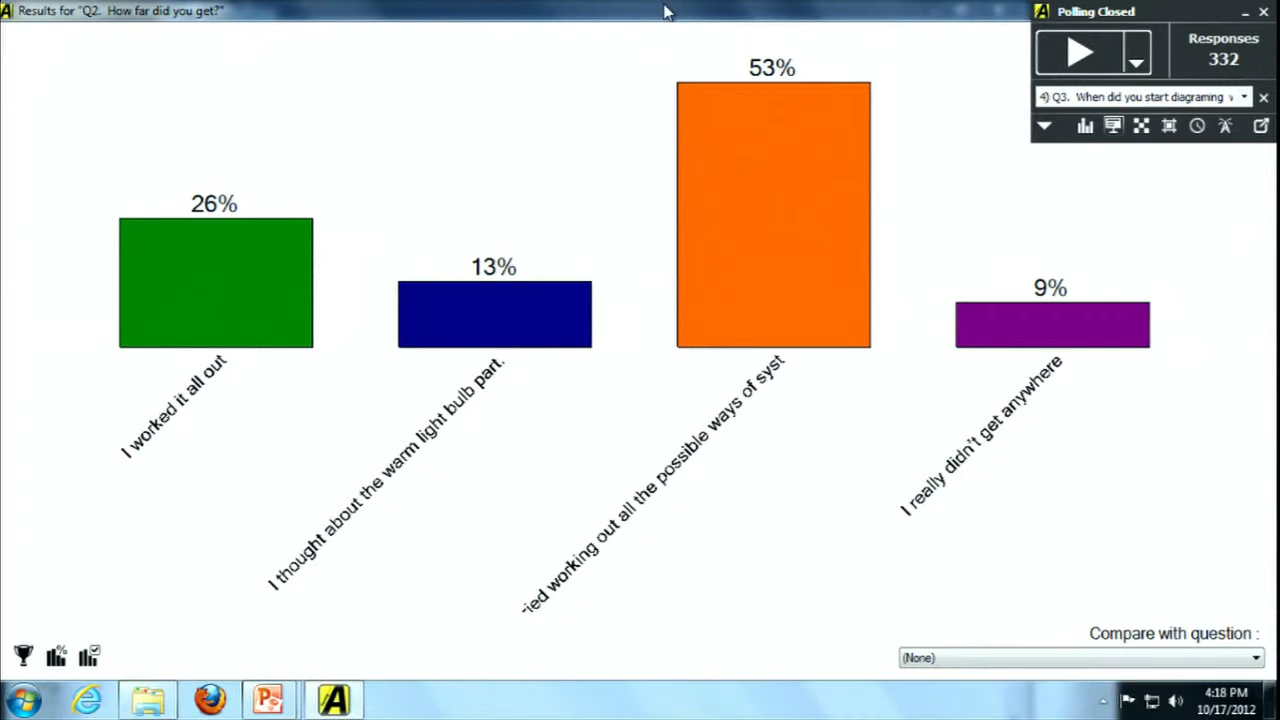 Results for "Q2. How far did you get?"
Polling Closed
Responses
332
4) Q3. When did you start diagraming
53%
26%
13%
9%
I worked it all out
I thought about the warm light bulb part.
ried working out all the possible ways of syst
I really didn't get anywhere
Compare with question :
(None)
4:18 PM
10/17/2012